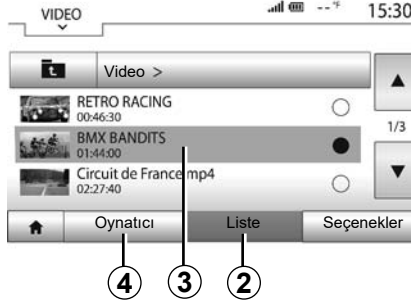 VIDEO -- °F 15:30
Video >
RETRO RACING
00:46:30
BMX BANDITS
01:44:00
1/3
Circuit de France.mp4
02:27:40
Oynatıcı Liste Seçenekler
4 3 2